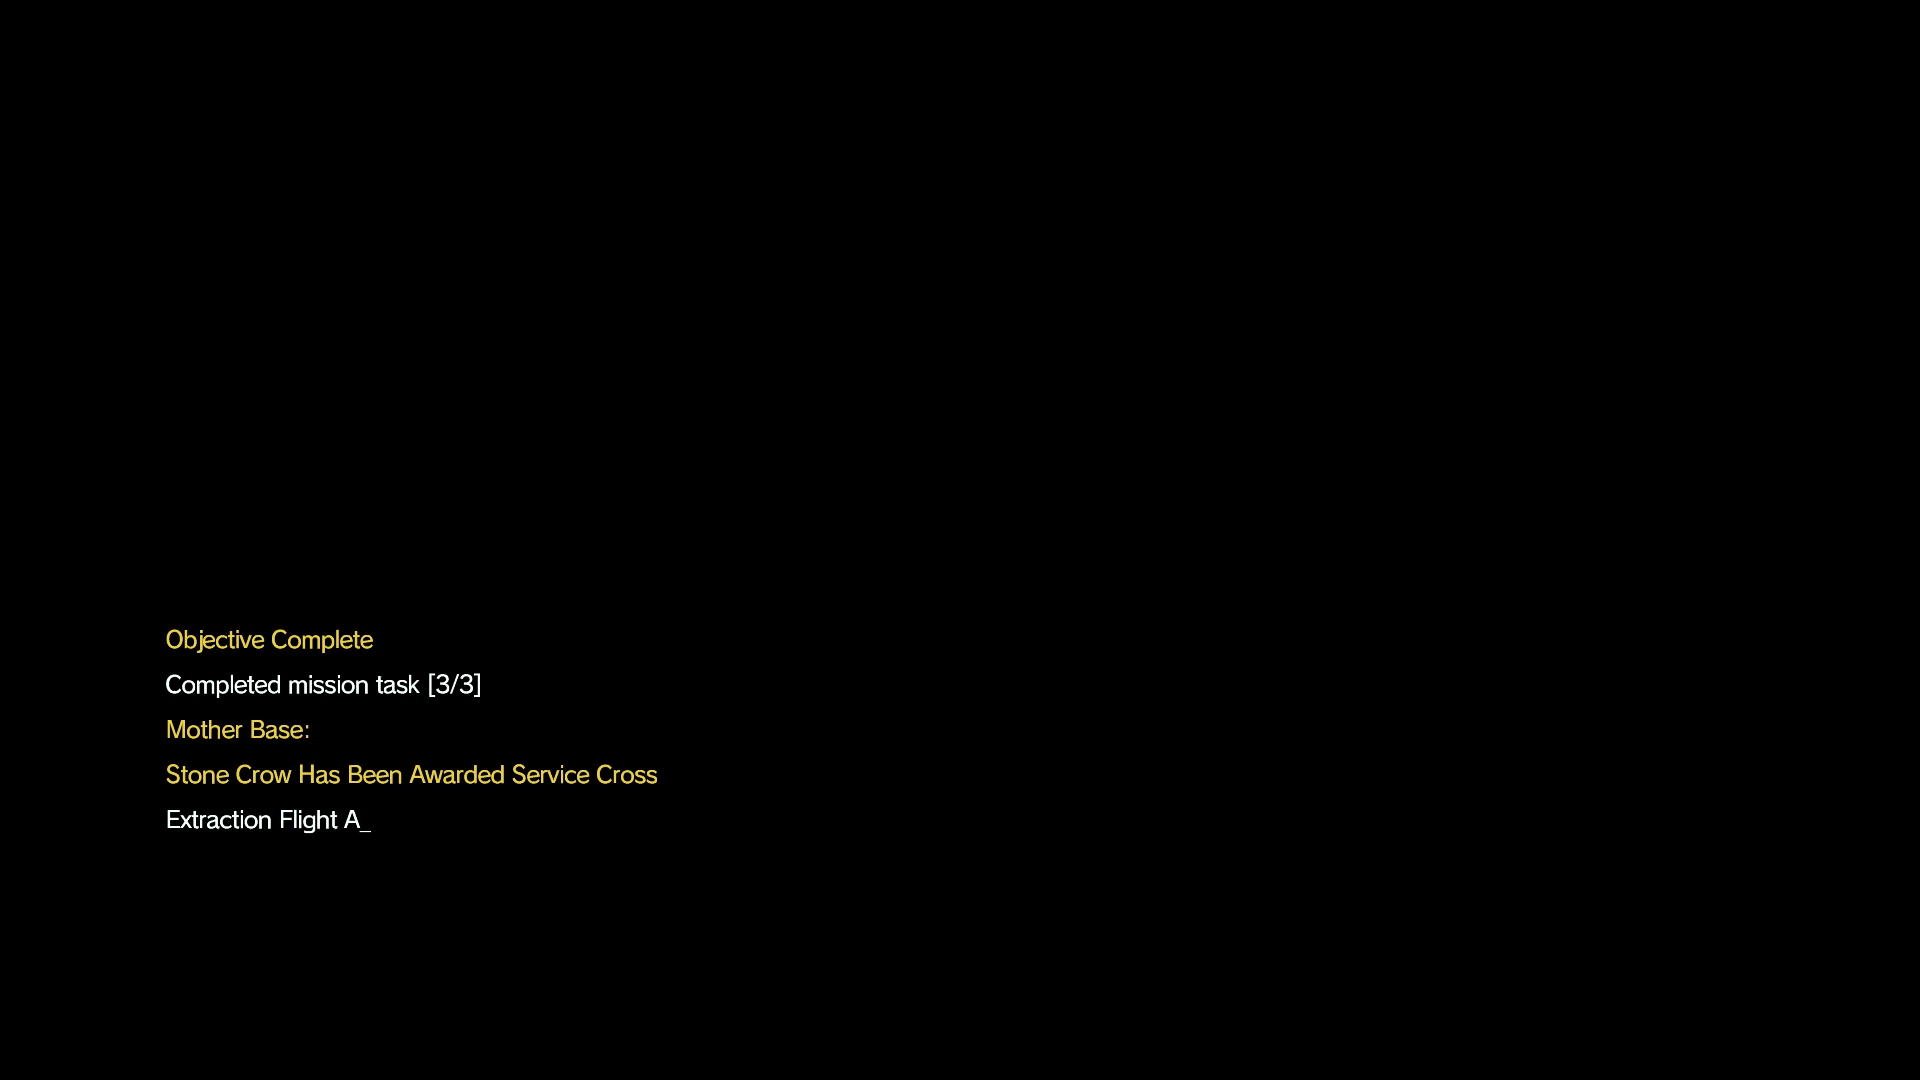 Objective Complete
Completed mission task [3/3]
Mother Base:
Stone Crow Has Been Awarded Service Cross
Extraction Flight A_